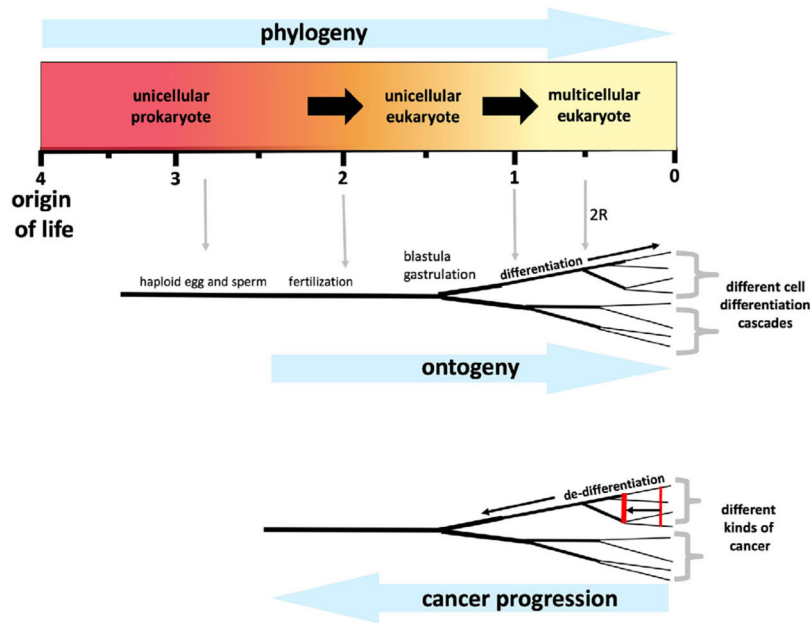 phylogeny
unicellular
prokaryote
unicellular
eukaryote
multicellular
eukaryote
4
3
2
1
0
origin
of life
2R
haploid egg and sperm
fertilization
blastula
gastrulation
differentiation
different cell
differentiation
cascades
ontogeny
de-differentiation
different
kinds of
cancer
cancer progression